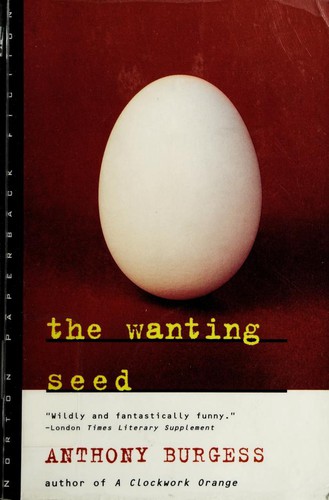 NORTON PAPERBACK FICTION
the wanting
seed
"Wildly and fantastically funny."
–London Times Literary Supplement
ANTHONY BURGESS
author of A Clockwork Orange